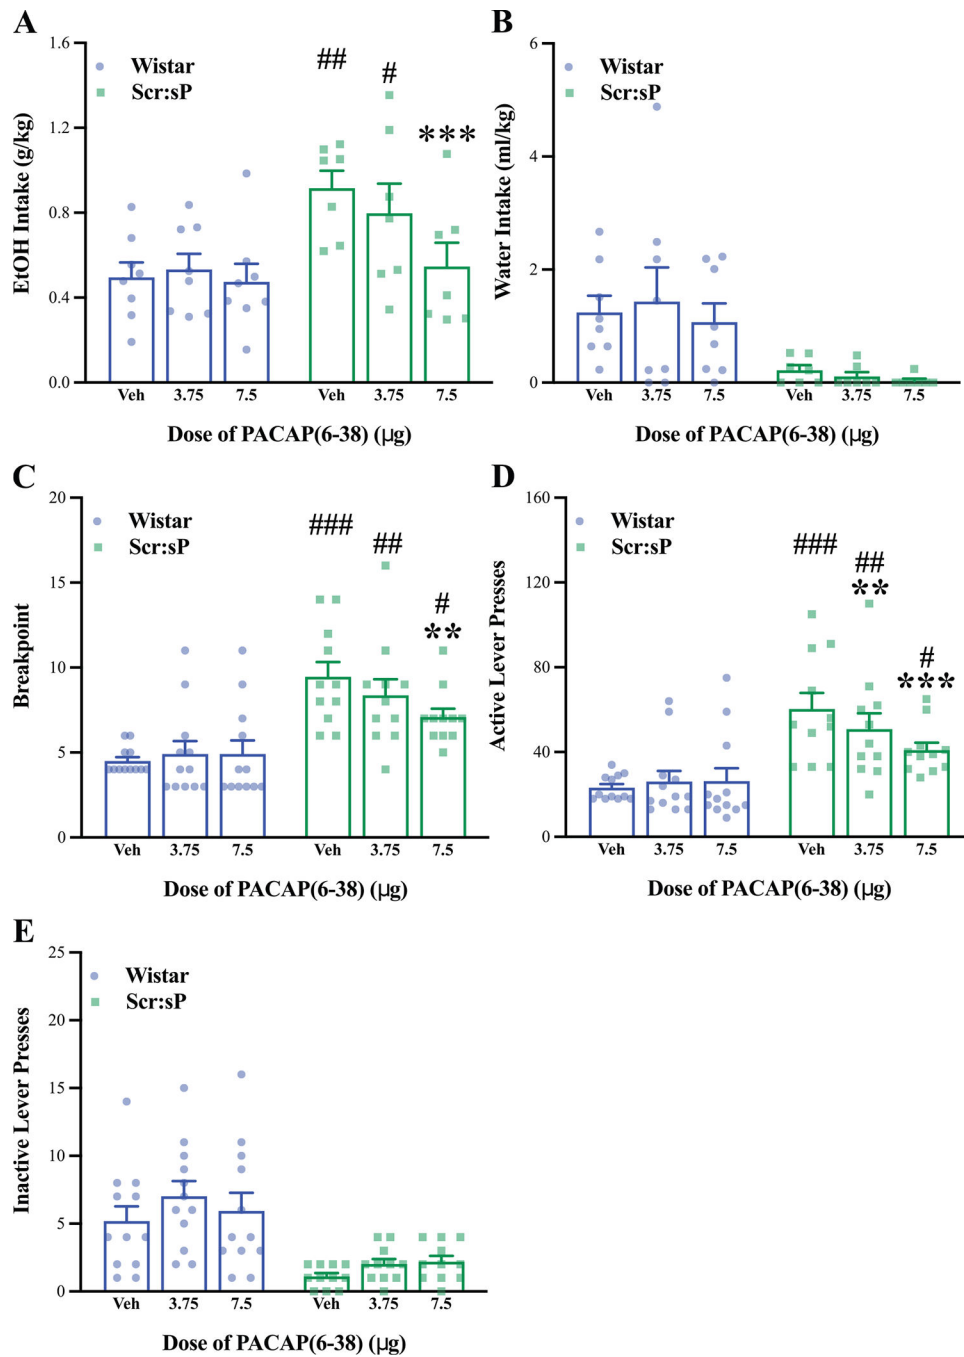 A
EtOH Intake (g/kg)
1.6
1.2
0.8
0.4
0.0
Wistar
Scr:sP
##
#
***
Veh 3.75 7.5 Veh 3.75 7.5
Dose of PACAP(6-38) (µg)
B
Water Intake (ml/kg)
6
4
2
0
Wistar
Scr:sP
Veh 3.75 7.5 Veh 3.75 7.5
Dose of PACAP(6-38) (µg)
C
Breakpoint
20
15
10
5
0
Wistar
Scr:sP
###
##
#
**
Veh 3.75 7.5 Veh 3.75 7.5
Dose of PACAP(6-38) (µg)
D
Active Lever Presses
160
120
80
40
0
Wistar
Scr:sP
###
##
**
#
***
Veh 3.75 7.5 Veh 3.75 7.5
Dose of PACAP(6-38) (µg)
E
Inactive Lever Presses
25
20
15
10
5
0
Wistar
Scr:sP
Veh 3.75 7.5 Veh 3.75 7.5
Dose of PACAP(6-38) (µg)